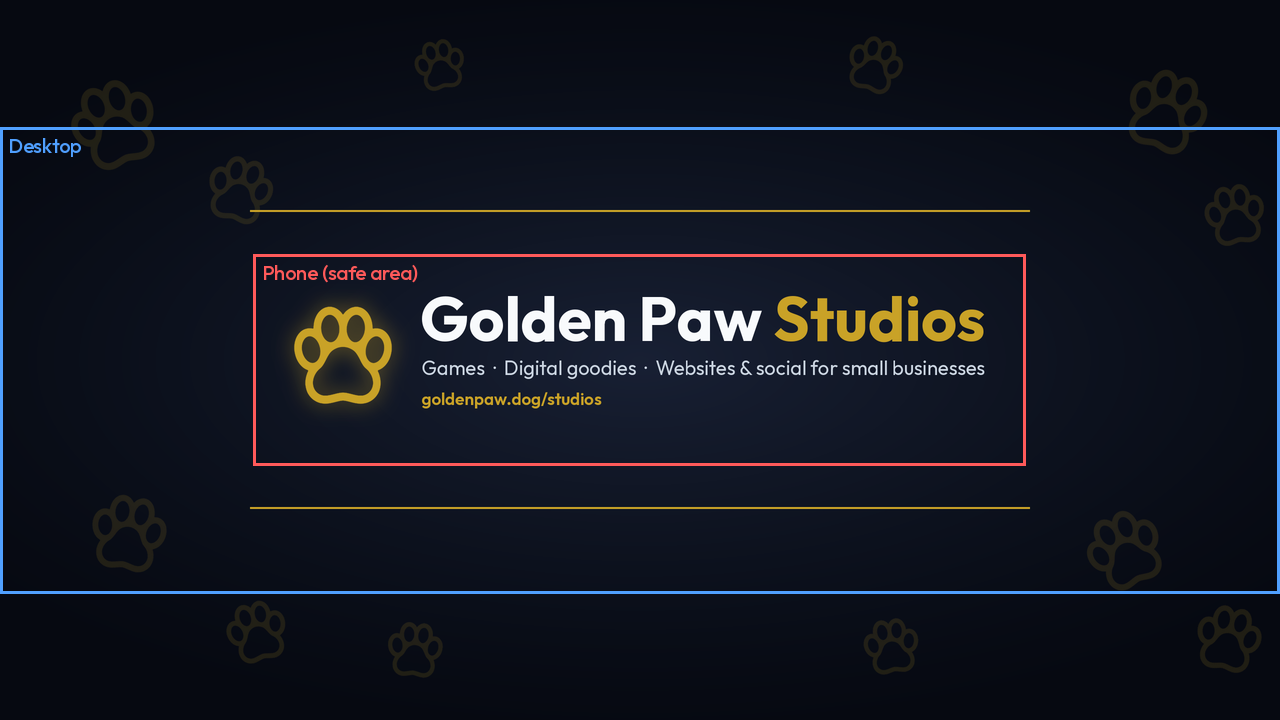 Desktop
Phone (safe area)
Golden Paw Studios
Games · Digital goodies · Websites & social for small businesses
goldenpaw.dog/studios